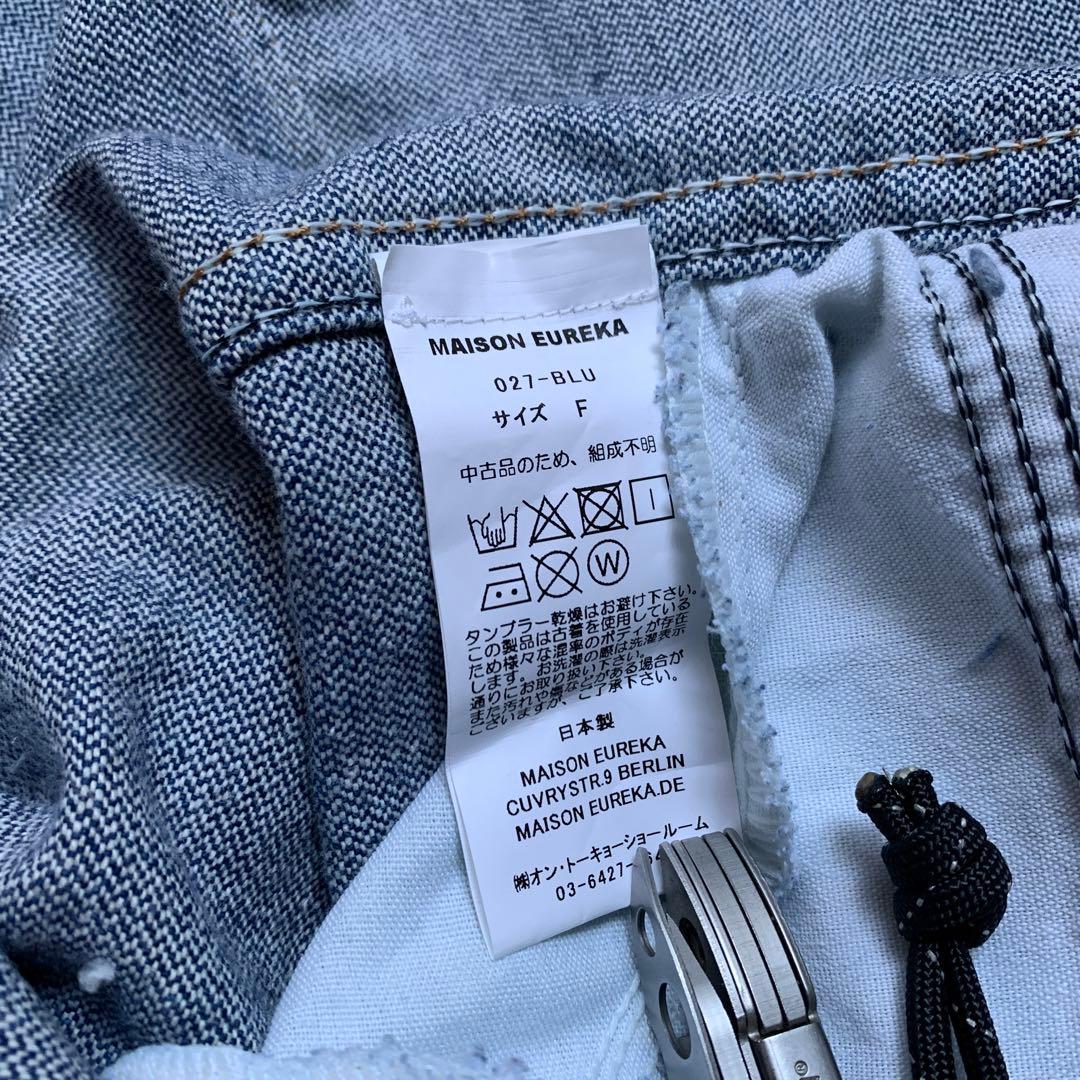 MAISON EUREKA
027-BLU
サイズ F
中古品のため、組成不明
W
タンブラー乾燥はお避け下さい。
この製品は古着を使用している
ため様々な混率のボディが存在
します。お洗濯の際は洗濯表示
通りにお取り扱い下さい。
また汚れや傷などがある場合が
ございますが、ご了承下さい。
日本製
MAISON EUREKA
CUVRYSTR.9 BERLIN
MAISON EUREKA.DE
㈱オン・トーキョーショールーム
03-6427-